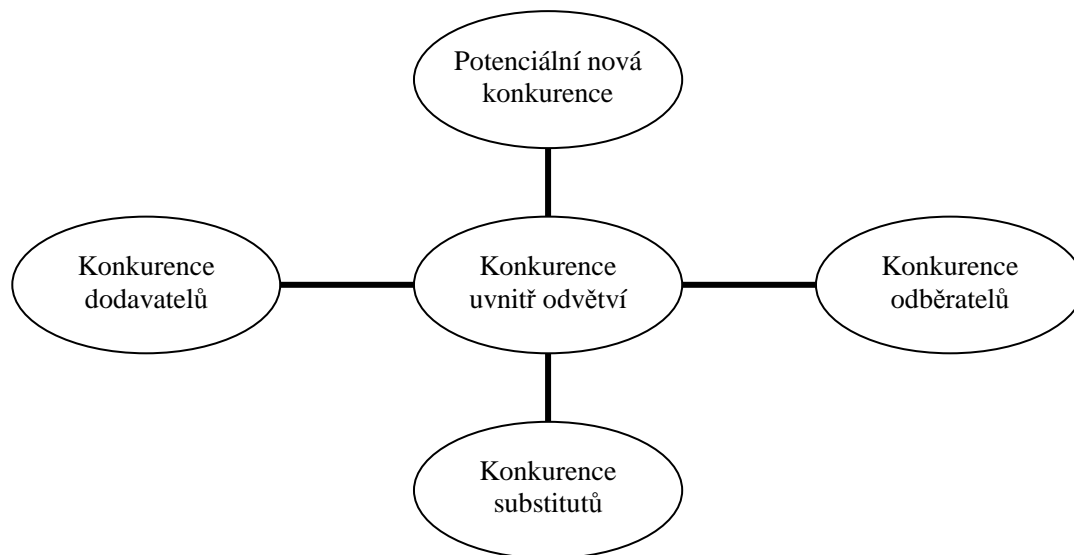 Potenciální nová
konkurence
Konkurence
dodavatelů
Konkurence
uvnitř odvětví
Konkurence
odběratelů
Konkurence
substitutů